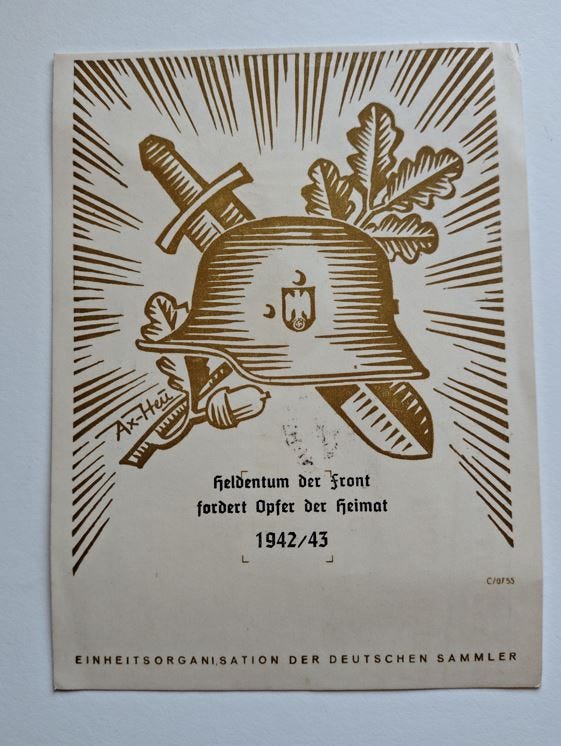 Ax-Heu
Heldentum der Front
fordert Opfer der Heimat
1942/43
C/0755
EINHEITSORGANISATION DER DEUTSCHEN SAMMLER